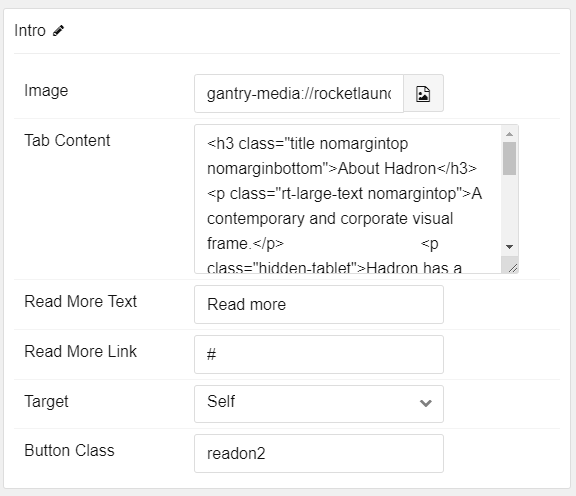 Intro
Image
gantry-media://rocketlaunc
Tab Content
<h3 class="title nomargintop
nomarginbottom">About Hadron</h3>
<p class="rt-large-text nomargintop">A
contemporary and corporate visual
frame.</p> <p
class="hidden-tablet">Hadron has a
Read More Text
Read more
Read More Link
#
Target
Self
Button Class
readon2